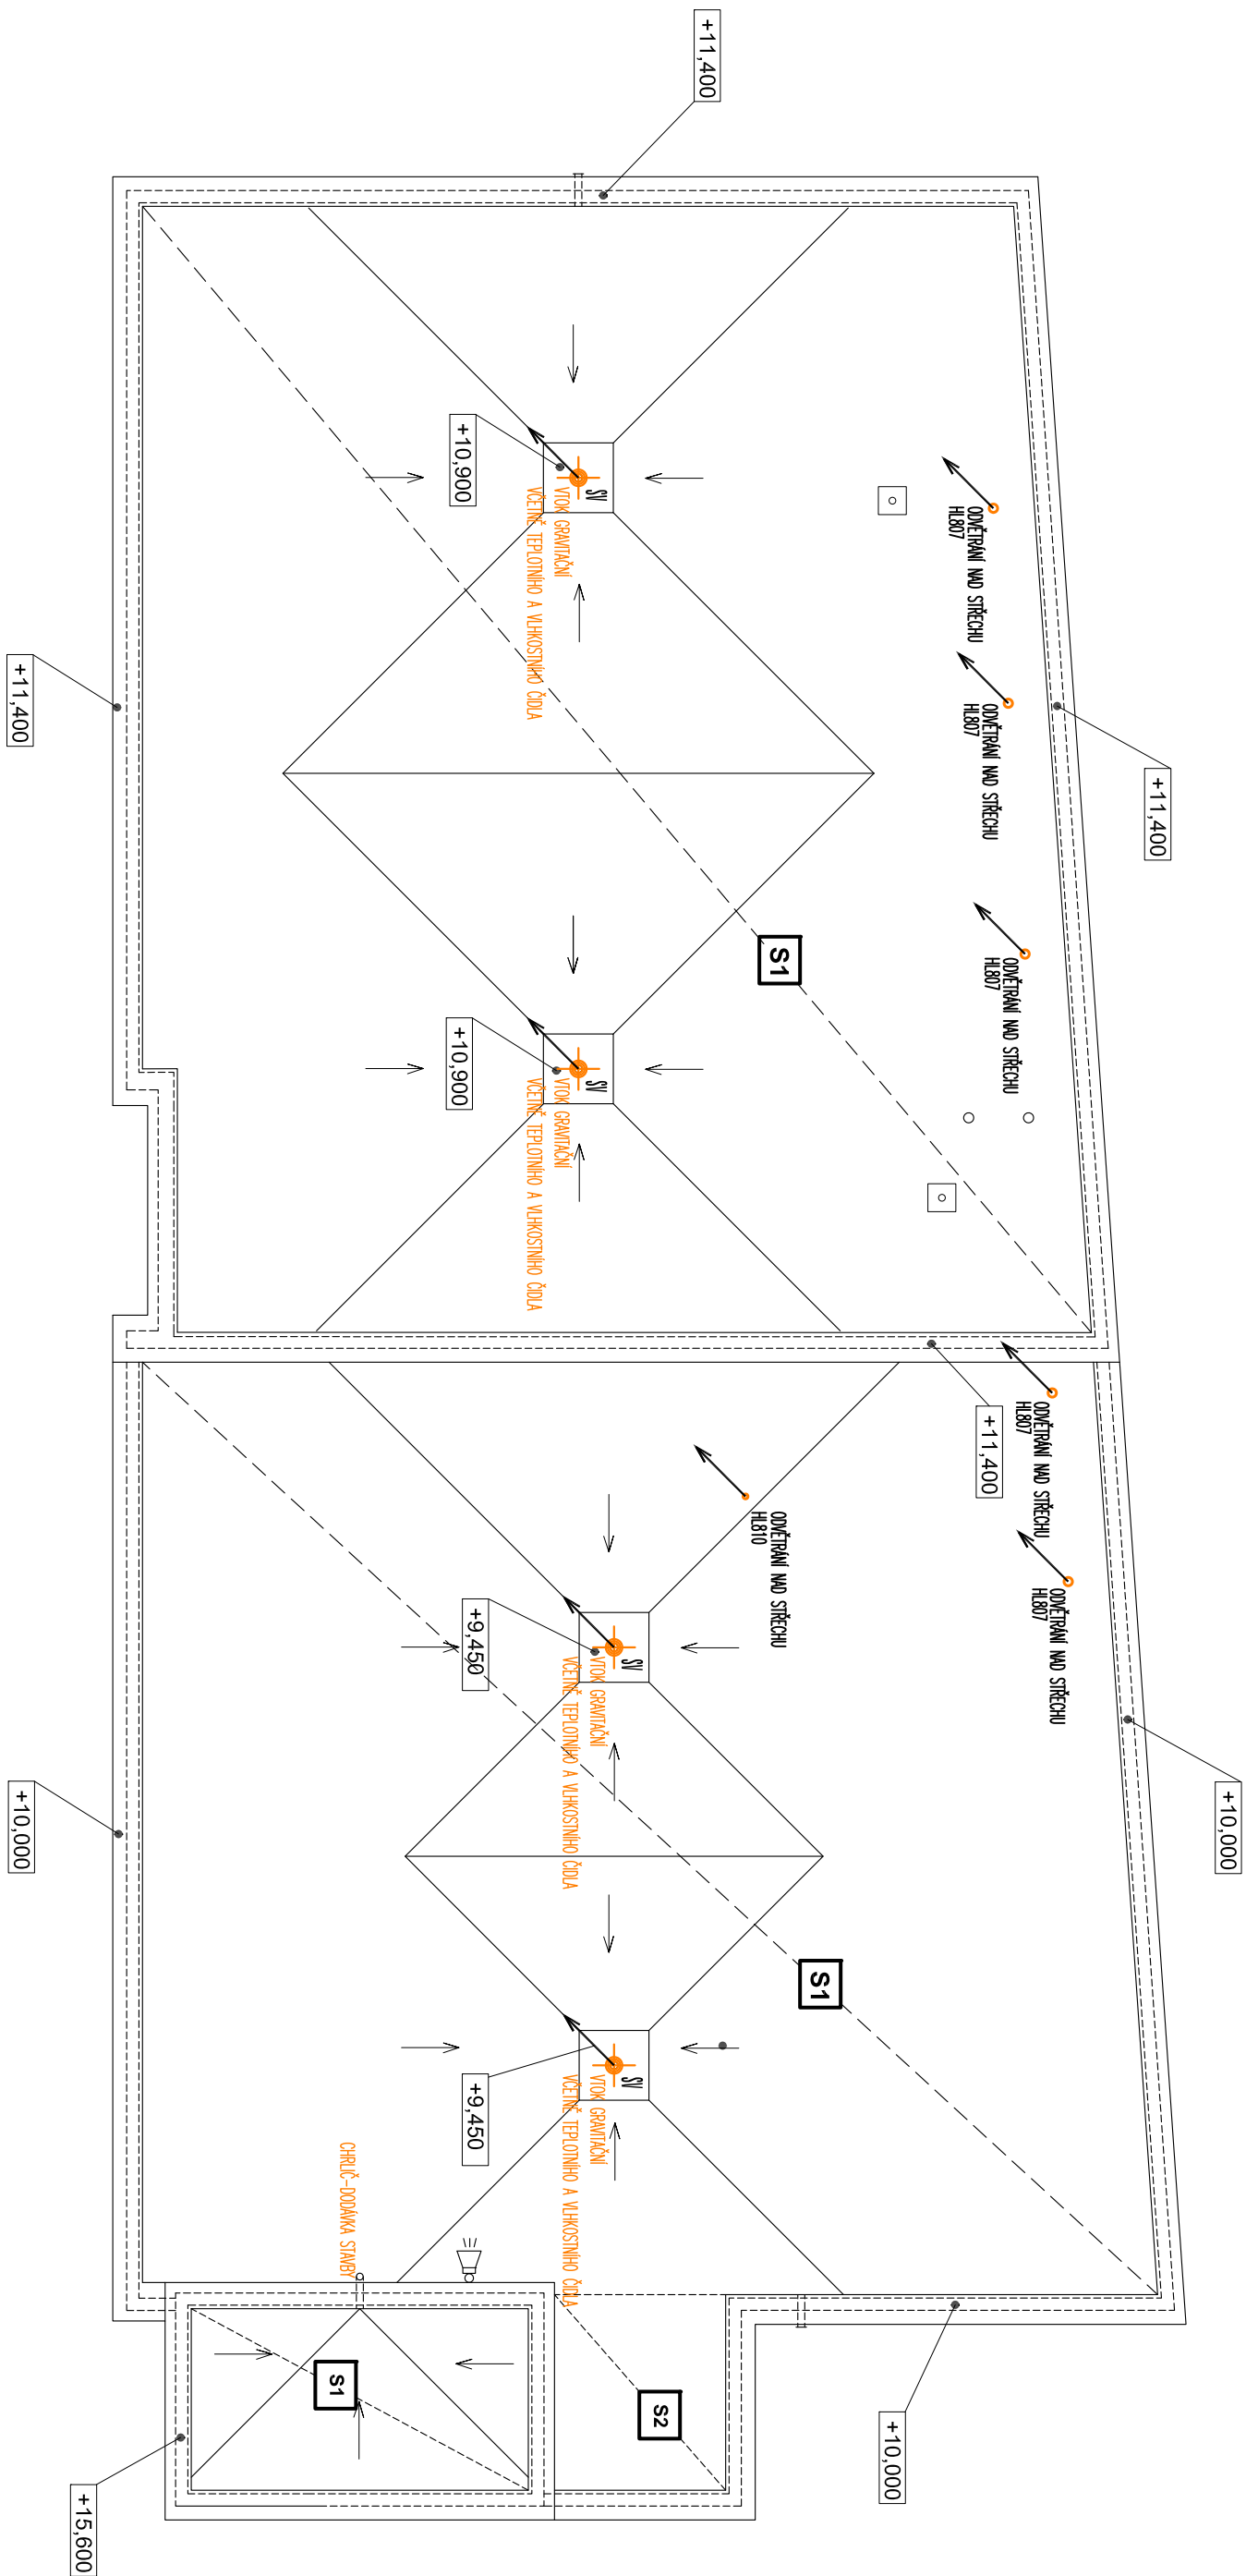 +11,400
+11,400
+11,400
+10,900
SV
VTOK GRAVITAČNÍ
VČETNĚ TEPLOTNÍHO A VLHKOSTNÍHO ČIDLA
ODVĚTRÁNÍ NAD STŘECHU
HL807
ODVĚTRÁNÍ NAD STŘECHU
HL807
ODVĚTRÁNÍ NAD STŘECHU
HL807
S1
+10,900
SV
VTOK GRAVITAČNÍ
VČETNĚ TEPLOTNÍHO A VLHKOSTNÍHO ČIDLA
+11,400
ODVĚTRÁNÍ NAD STŘECHU
HL807
ODVĚTRÁNÍ NAD STŘECHU
HL807
ODVĚTRÁNÍ NAD STŘECHU
HL810
+9,450
SV
VTOK GRAVITAČNÍ
VČETNĚ TEPLOTNÍHO A VLHKOSTNÍHO ČIDLA
+10,000
+10,000
S1
+9,450
SV
VTOK GRAVITAČNÍ
VČETNĚ TEPLOTNÍHO A VLHKOSTNÍHO ČIDLA
CHRLIČ-DODÁVKA STAVBY
S1
S2
+10,000
+15,600